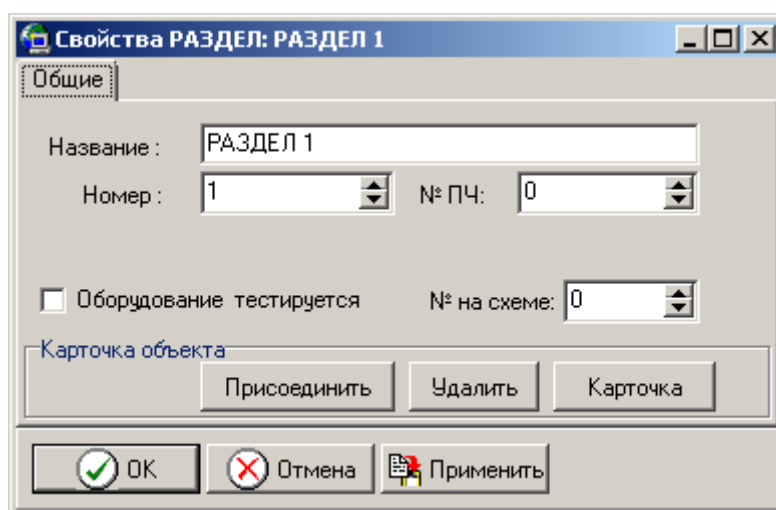 Свойства РАЗДЕЛ: РАЗДЕЛ 1
Общие
Название : РАЗДЕЛ 1
Номер : 1 № ПЧ: 0
Оборудование тестируется № на схеме: 0
Карточка объекта
Присоединить Удалить Карточка
OK Отмена Применить